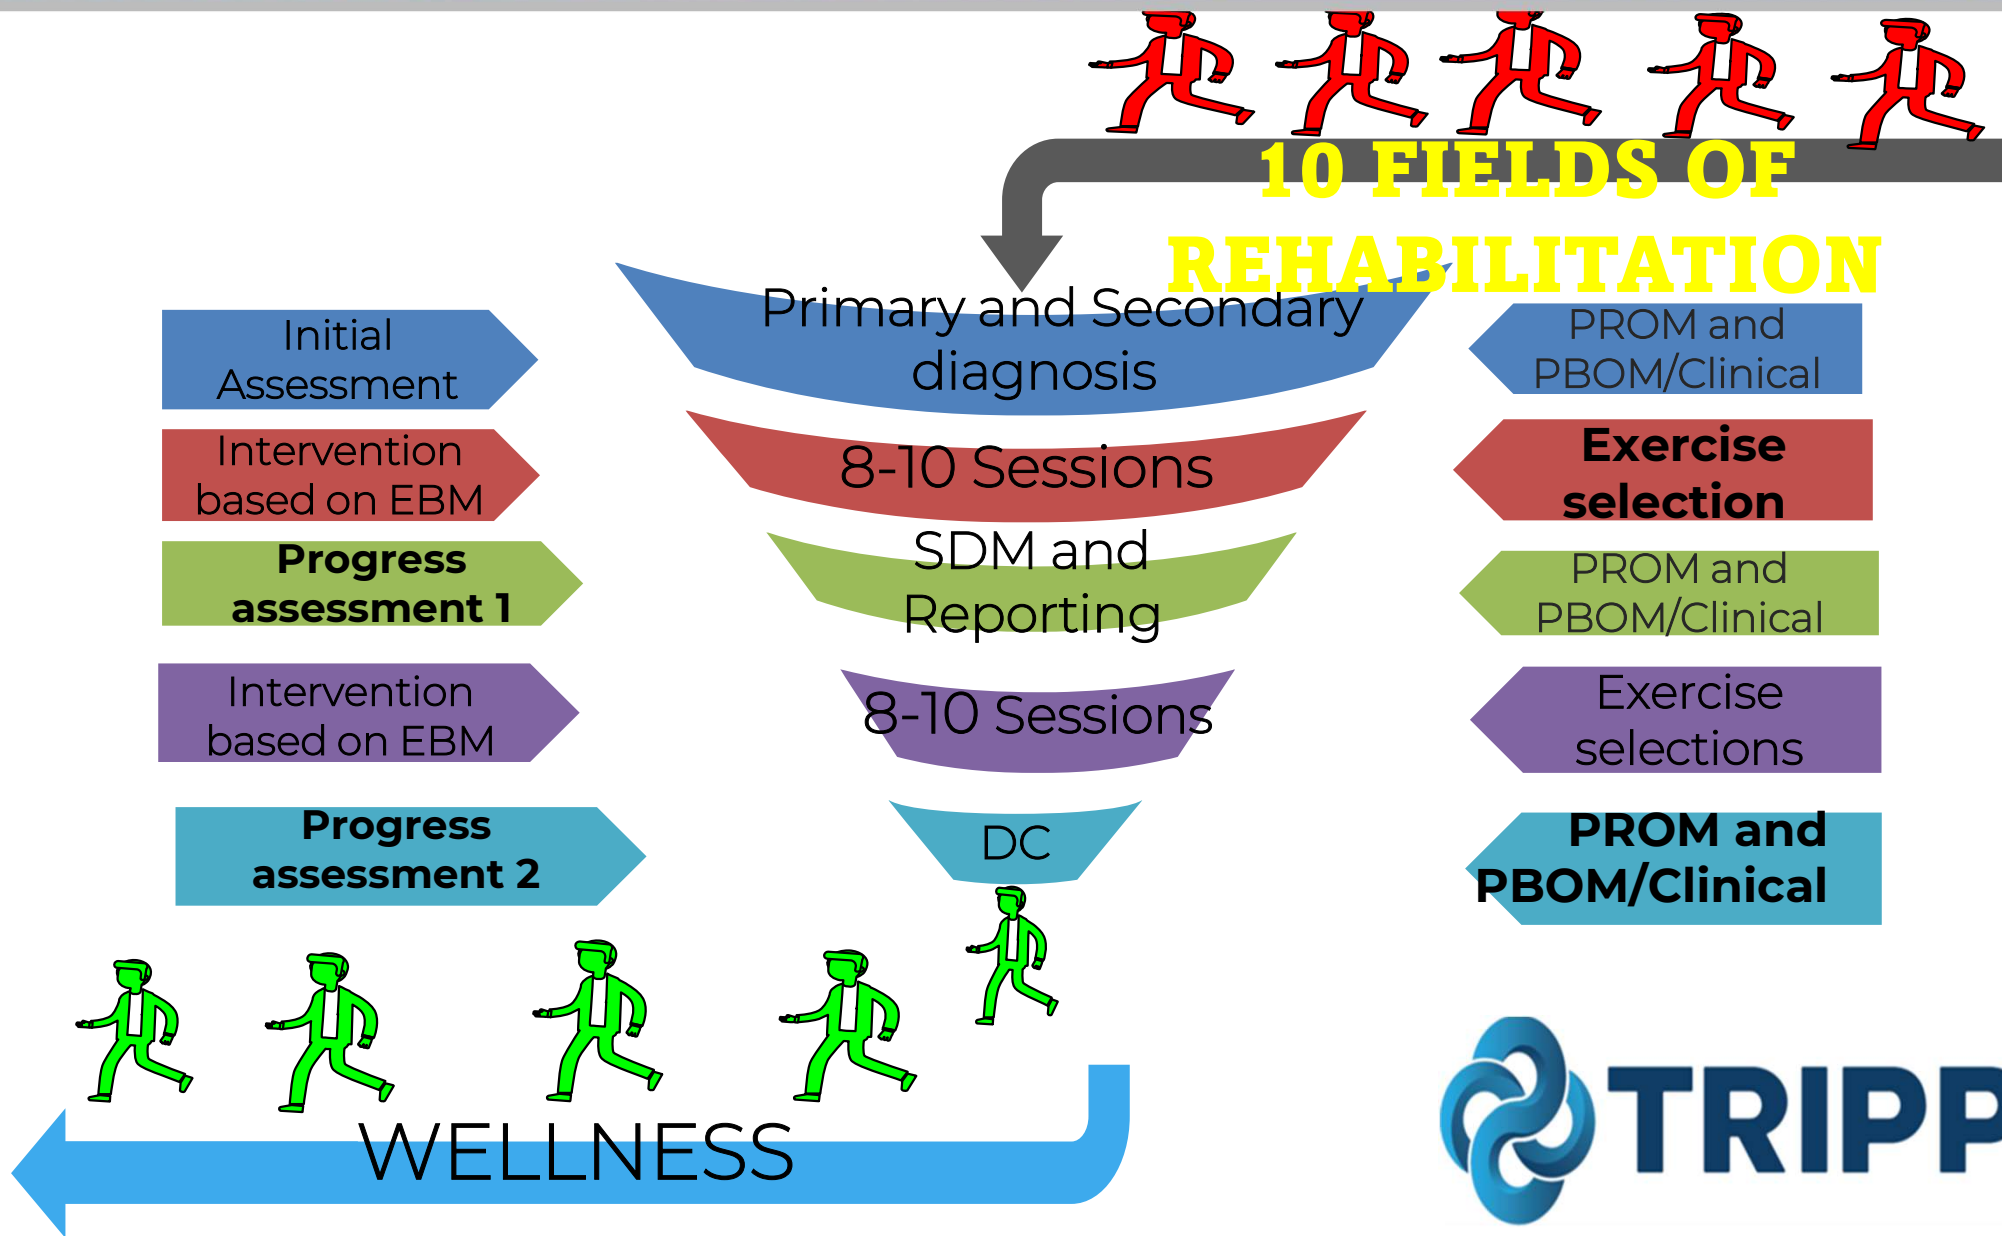 10 FIELDS OF
REHABILITATION
Primary and Secondary
diagnosis
Initial
Assessment
PROM and
PBOM/Clinical
Intervention
based on EBM
8-10 Sessions
Exercise
selection
Progress
assessment 1
SDM and
Reporting
PROM and
PBOM/Clinical
Intervention
based on EBM
8-10 Sessions
Exercise
selections
Progress
assessment 2
DC
PROM and
PBOM/Clinical
WELLNESS
TRIPP